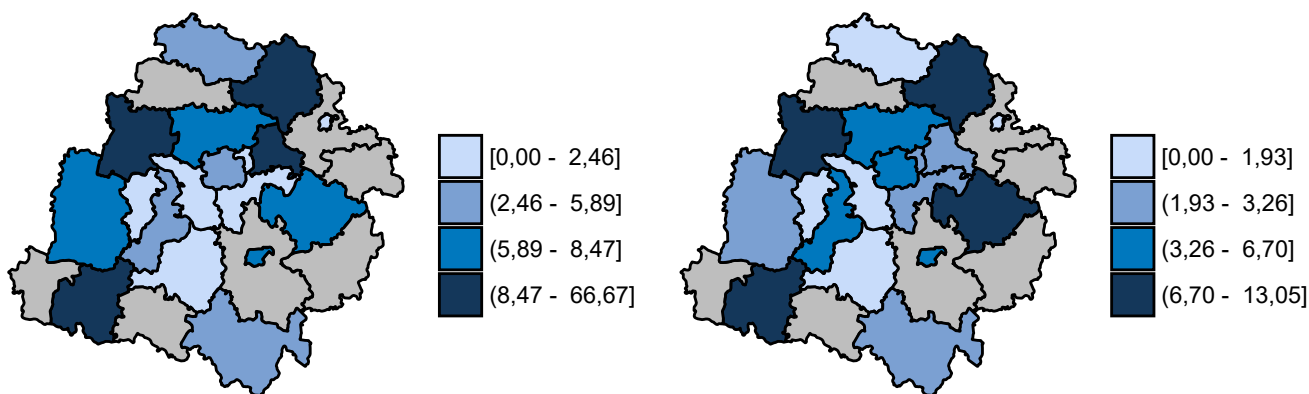 [0,00 - 2,46]
(2,46 - 5,89]
(5,89 - 8,47]
(8,47 - 66,67]
[0,00 - 1,93]
(1,93 - 3,26]
(3,26 - 6,70]
(6,70 - 13,05]